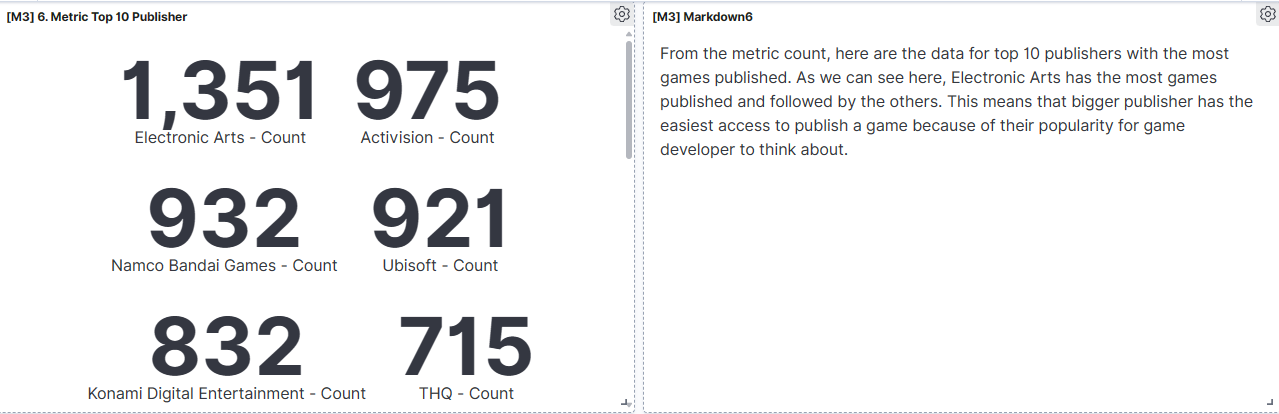 [M3] 6. Metric Top 10 Publisher
1,351 975
Electronic Arts - Count Activision - Count
932 921
Namco Bandai Games - Count Ubisoft - Count
832 715
Konami Digital Entertainment - Count THQ - Count
[M3] Markdown6
From the metric count, here are the data for top 10 publishers with the most
games published. As we can see here, Electronic Arts has the most games
published and followed by the others. This means that bigger publisher has the
easiest access to publish a game because of their popularity for game
developer to think about.